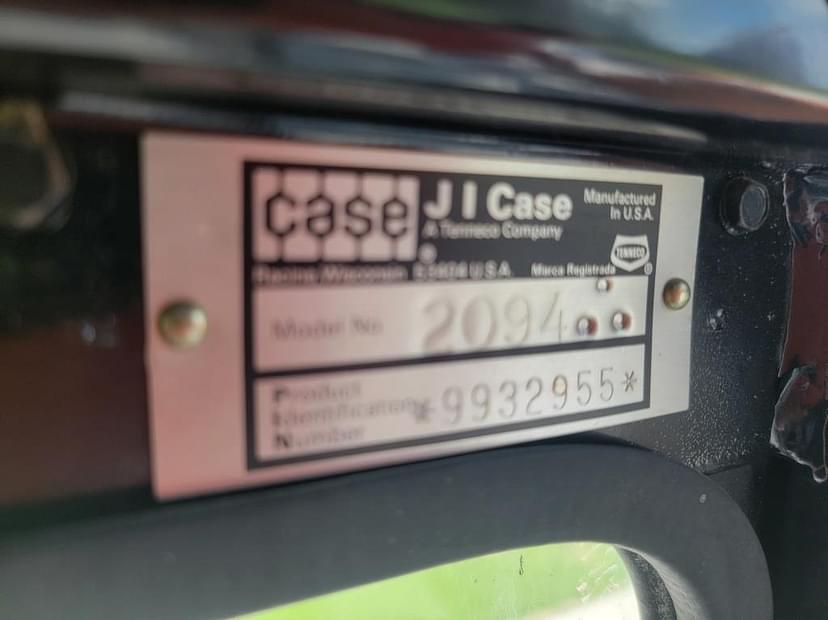 case
J I Case
A Tenneco Company
Manufactured
in U.S.A.
TENNECO
Racine Wisconsin 53404 U.S.A. Marca Registrada ®
Model No. 2094
Product
Identification *9932955*
Number